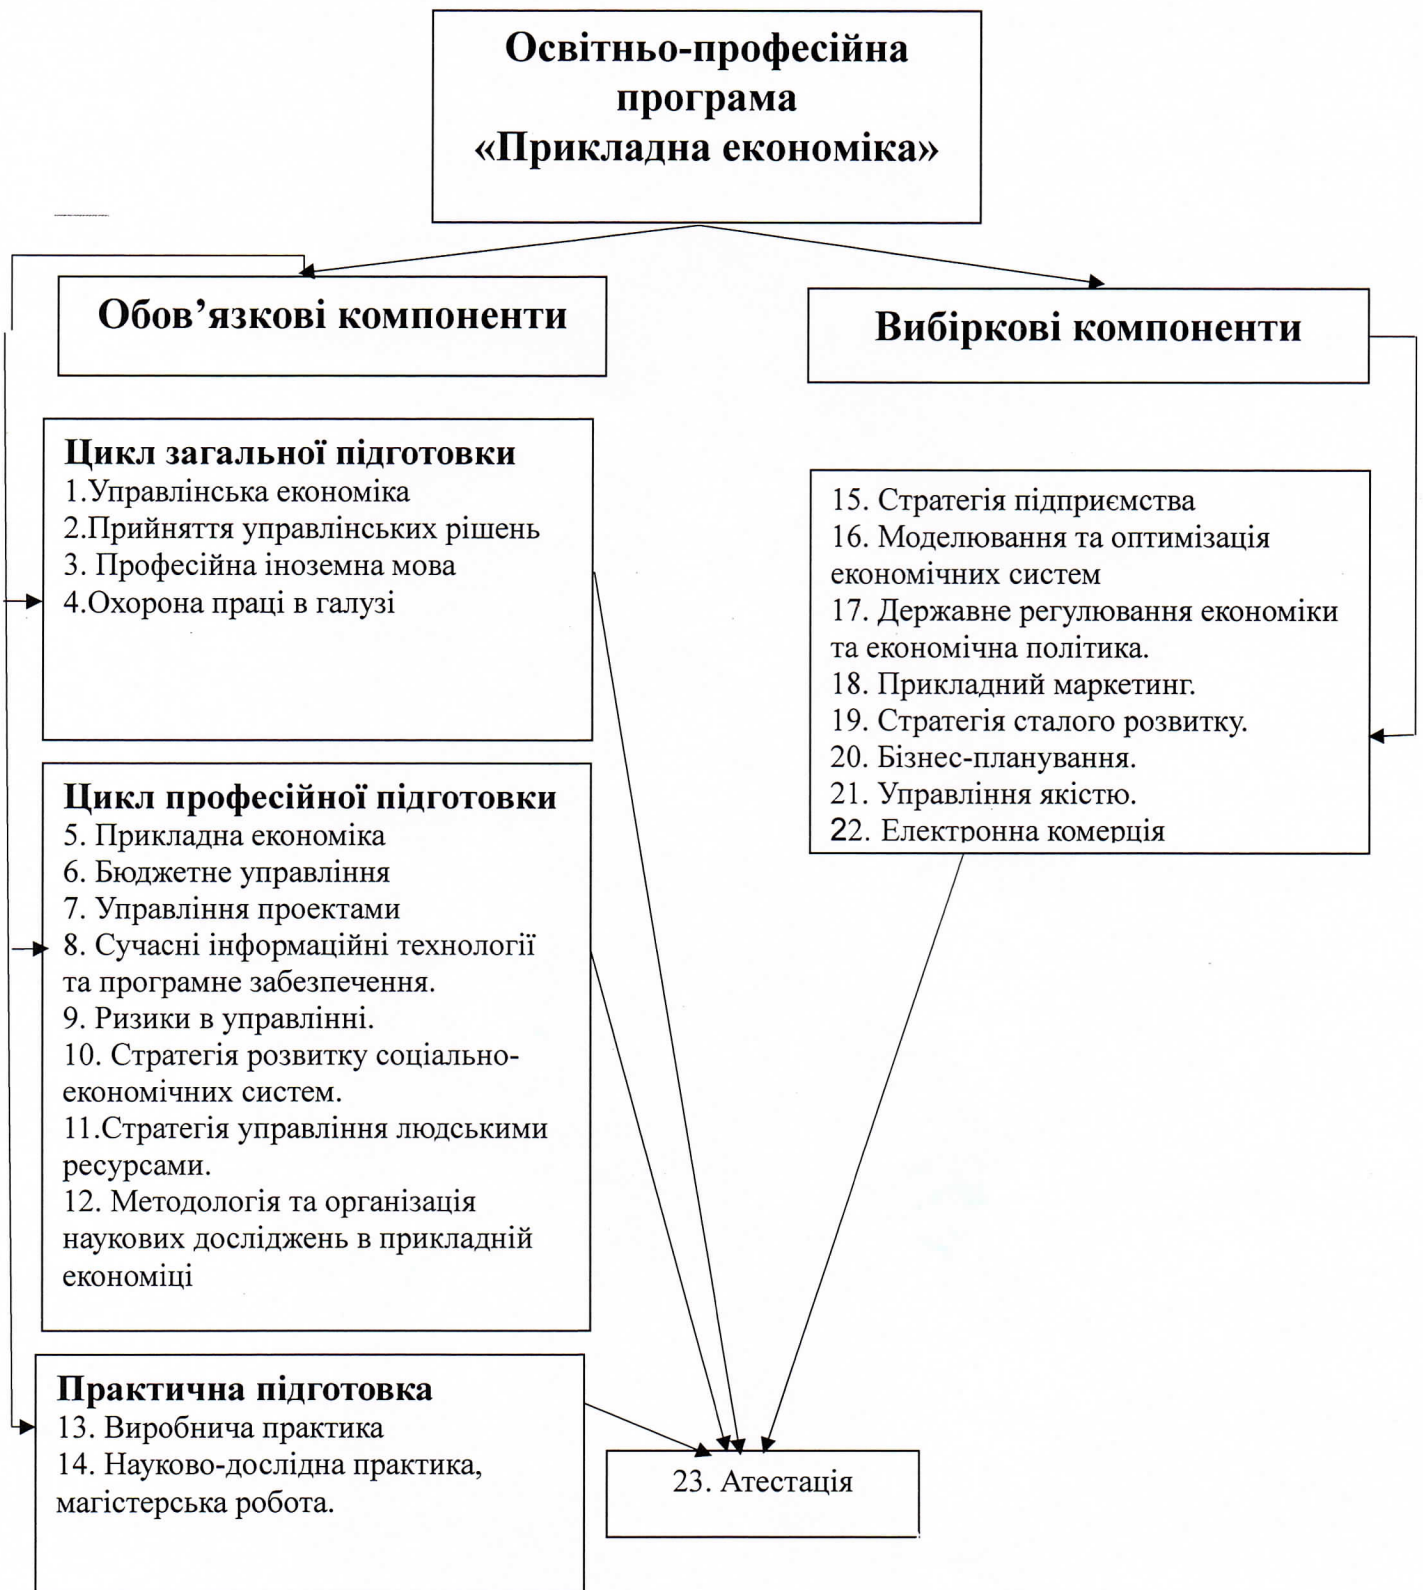 Освітньо-професійна
програма
«Прикладна економіка»
Обов’язкові компоненти
Вибіркові компоненти
Цикл загальної підготовки
1.Управлінська економіка
2.Прийняття управлінських рішень
3. Професійна іноземна мова
4.Охорона праці в галузі
15. Стратегія підприємства
16. Моделювання та оптимізація
економічних систем
17. Державне регулювання економіки
та економічна політика.
18. Прикладний маркетинг.
19. Стратегія сталого розвитку.
20. Бізнес-планування.
21. Управління якістю.
22. Електронна комерція
Цикл професійної підготовки
5. Прикладна економіка
6. Бюджетне управління
7. Управління проектами
8. Сучасні інформаційні технології
та програмне забезпечення.
9. Ризики в управлінні.
10. Стратегія розвитку соціально-
економічних систем.
11.Стратегія управління людськими
ресурсами.
12. Методологія та організація
наукових досліджень в прикладній
економіці
Практична підготовка
13. Виробнича практика
14. Науково-дослідна практика,
магістерська робота.
23. Атестація